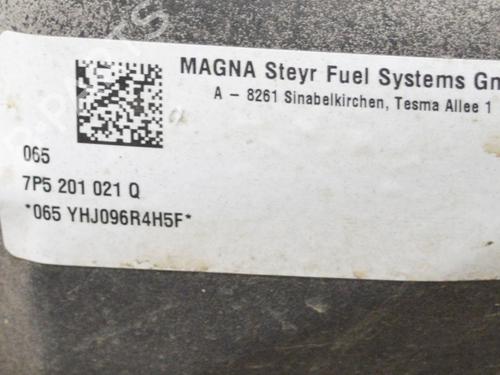 MAGNA Steyr Fuel Systems Gm
A – 8261 Sinabelkirchen, Tesma Allee 1
065
7P5 201 021 Q
*065 YHJ096R4H5F*